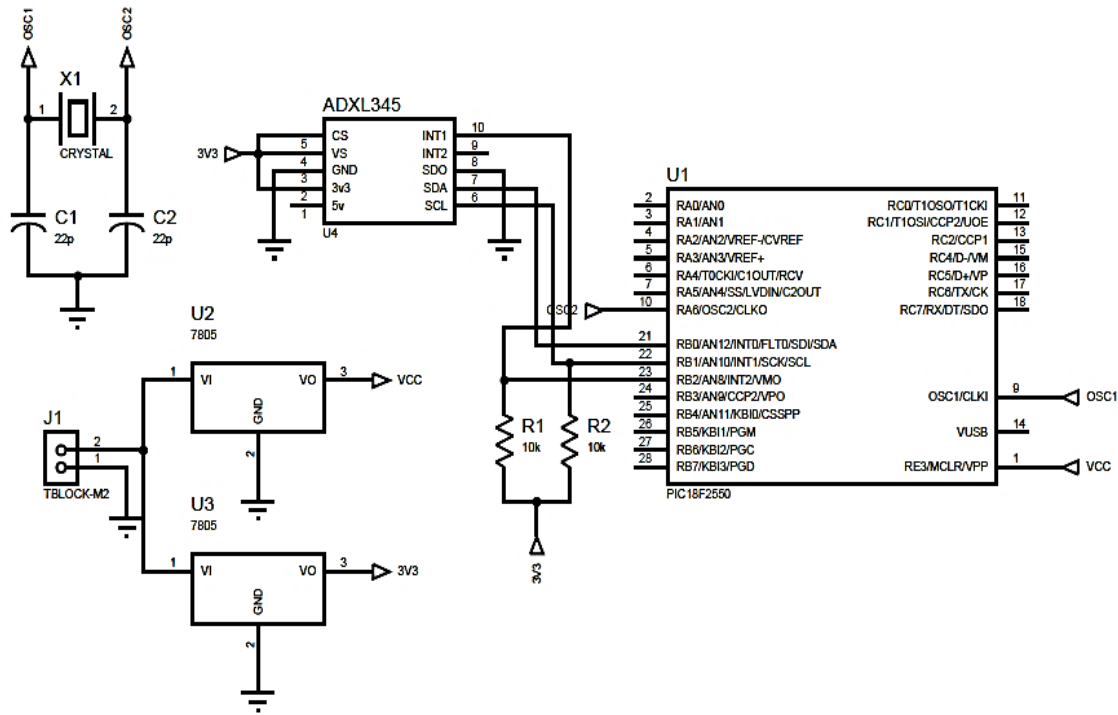 OSC1
OSC2
X1
1
2
CRYSTAL
C1
22p
C2
22p
ADXL345
3V3
5
4
3
2
1
CS
VS
GND
3v3
5v
INT1
INT2
SDO
SDA
SCL
10
9
8
7
6
U4
U1
2
3
4
5
6
7
10
21
22
23
24
25
26
27
28
RA0/AN0
RA1/AN1
RA2/AN2/VREF-/CVREF
RA3/AN3/VREF+
RA4/T0CKI/C1OUT/RCV
RA5/AN4/SS/LVDIN/C2OUT
RA6/OSC2/CLKO
RB0/AN12/INT0/FLT0/SDI/SDA
RB1/AN10/INT1/SCK/SCL
RB2/AN8/INT2/VMO
RB3/AN9/CCP2/VPO
RB4/AN11/KBI0/CSSPP
RB5/KBI1/PGM
RB6/KBI2/PGC
RB7/KBI3/PGD
RC0/T1OSO/T1CKI
RC1/T1OSI/CCP2/UOE
RC2/CCP1
RC4/D-/VM
RC5/D+/VP
RC6/TX/CK
RC7/RX/DT/SDO
OSC1/CLKI
VUSB
RE3/MCLR/VPP
11
12
13
15
16
17
18
9
14
1
OSC2
OSC1
VCC
PIC18F2550
U2
7805
1
VI
VO
3
VCC
GND
2
J1
2
1
TBLOCK-M2
U3
7805
1
VI
VO
3
3V3
GND
2
R1
10k
R2
10k
3V3